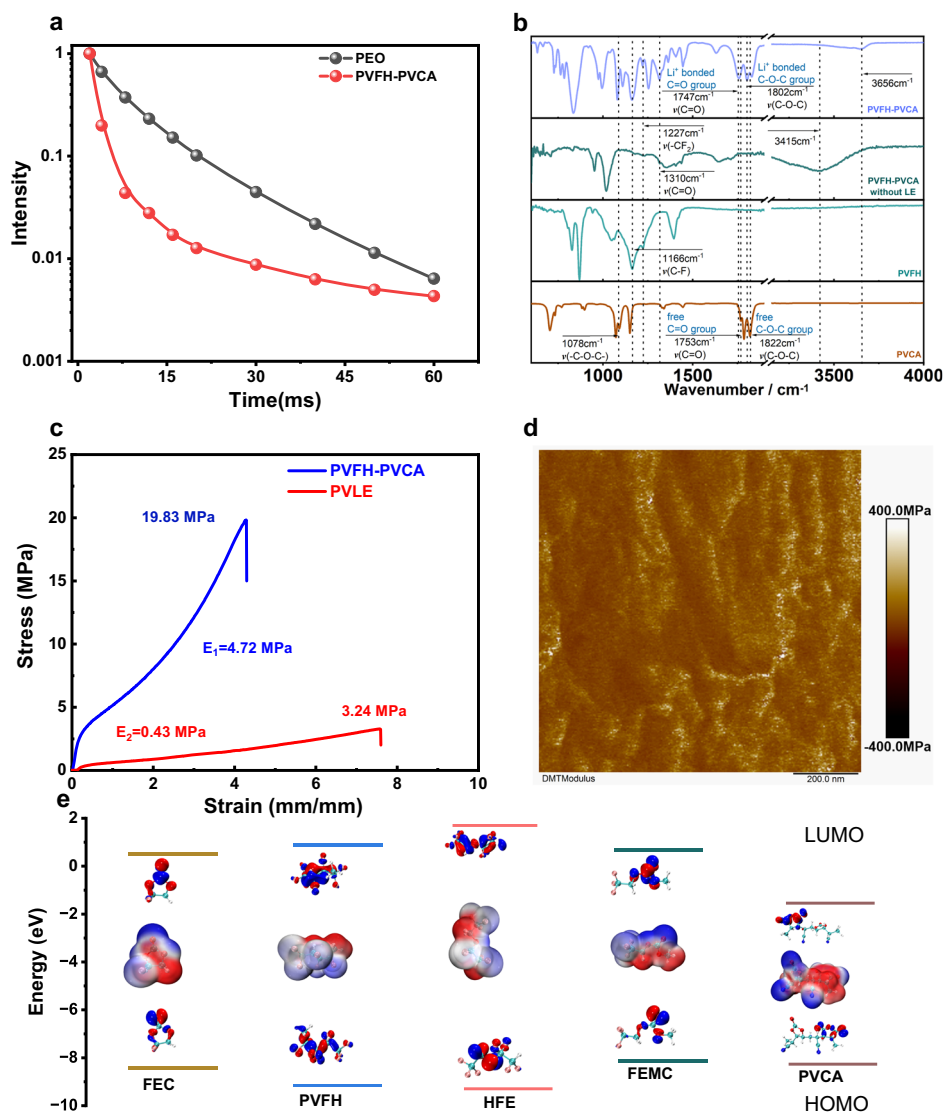 a
PEO
PVFH-PVCA
1
0.1
0.01
0.001
Intensity
0 15 30 45 60
Time(ms)
b
Li⁺ bonded
C=O group
1747cm⁻¹
ν(C=O)
Li⁺ bonded
C-O-C group
1802cm⁻¹
ν(C-O-C)
3656cm⁻¹
PVFH-PVCA
1227cm⁻¹
ν(-CF₂)
3415cm⁻¹
1310cm⁻¹
ν(C=O)
PVFH-PVCA
without LE
1166cm⁻¹
ν(C-F)
PVFH
1078cm⁻¹
ν(-C-O-C-)
free
C=O group
1753cm⁻¹
ν(C=O)
free
C-O-C group
1822cm⁻¹
ν(C-O-C)
PVCA
1000 1500 3500 4000
Wavenumber / cm⁻¹
c
PVFH-PVCA
PVLE
25
20
15
10
5
0
Stress (MPa)
19.83 MPa
E₁=4.72 MPa
3.24 MPa
E₂=0.43 MPa
0 2 4 6 8 10
Strain (mm/mm)
d
400.0MPa
-400.0MPa
DMTModulus
200.0 nm
e
2
0
−2
−4
−6
−8
−10
Energy (eV)
LUMO
FEC
PVFH
HFE
FEMC
PVCA
HOMO